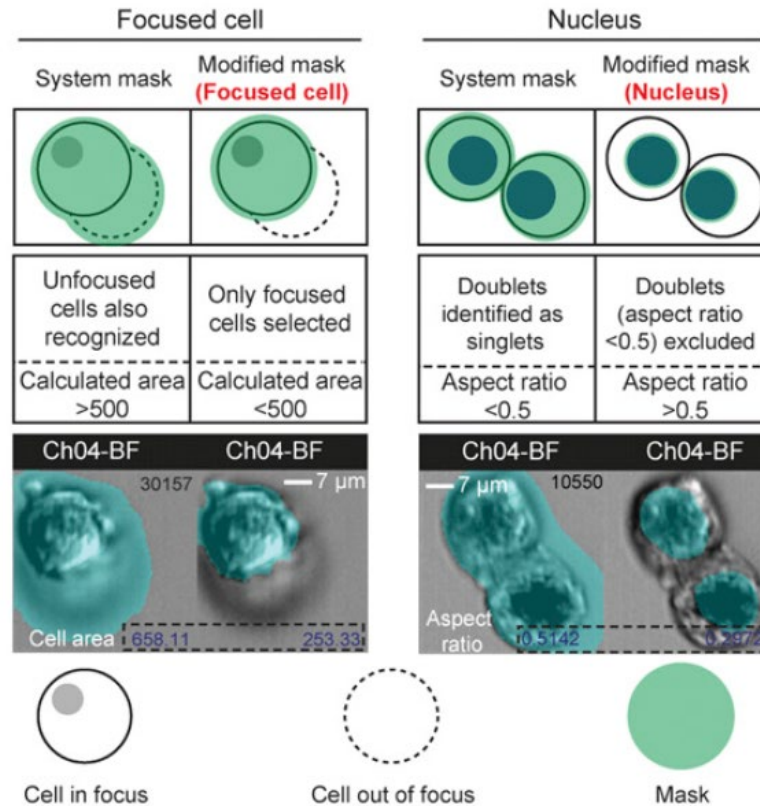 Focused cell
System mask
Modified mask
(Focused cell)
Unfocused
cells also
recognized
Only focused
cells selected
Calculated area
>500
Calculated area
<500
Ch04-BF
Ch04-BF
30157
7 µm
Cell area
658.11
253.33
Nucleus
System mask
Modified mask
(Nucleus)
Doublets
identified as
singlets
Doublets
(aspect ratio
<0.5) excluded
Aspect ratio
<0.5
Aspect ratio
>0.5
Ch04-BF
Ch04-BF
7 µm
10550
Aspect
ratio
0.5142
0.2972
Cell in focus
Cell out of focus
Mask